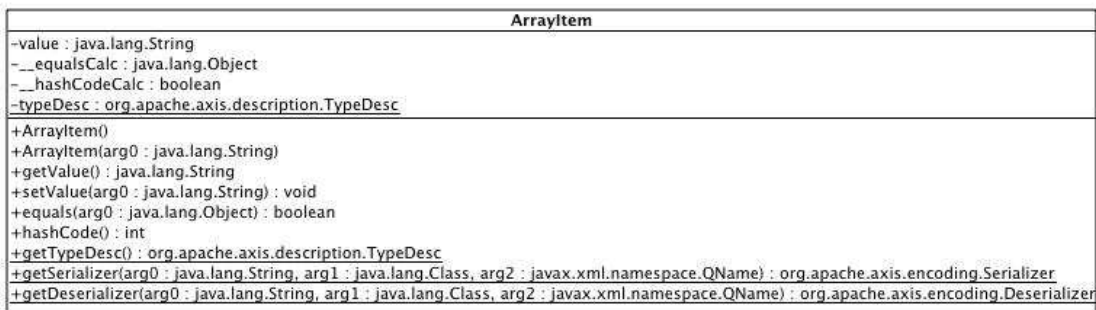 ArrayItem
-value : java.lang.String
-__equalsCalc : java.lang.Object
-__hashCodeCalc : boolean
-typeDesc : org.apache.axis.description.TypeDesc
+ArrayItem()
+ArrayItem(arg0 : java.lang.String)
+getValue() : java.lang.String
+setValue(arg0 : java.lang.String) : void
+equals(arg0 : java.lang.Object) : boolean
+hashCode() : int
+getTypeDesc() : org.apache.axis.description.TypeDesc
+getSerializer(arg0 : java.lang.String, arg1 : java.lang.Class, arg2 : javax.xml.namespace.QName) : org.apache.axis.encoding.Serializer
+getDeserializer(arg0 : java.lang.String, arg1 : java.lang.Class, arg2 : javax.xml.namespace.QName) : org.apache.axis.encoding.Deserializer